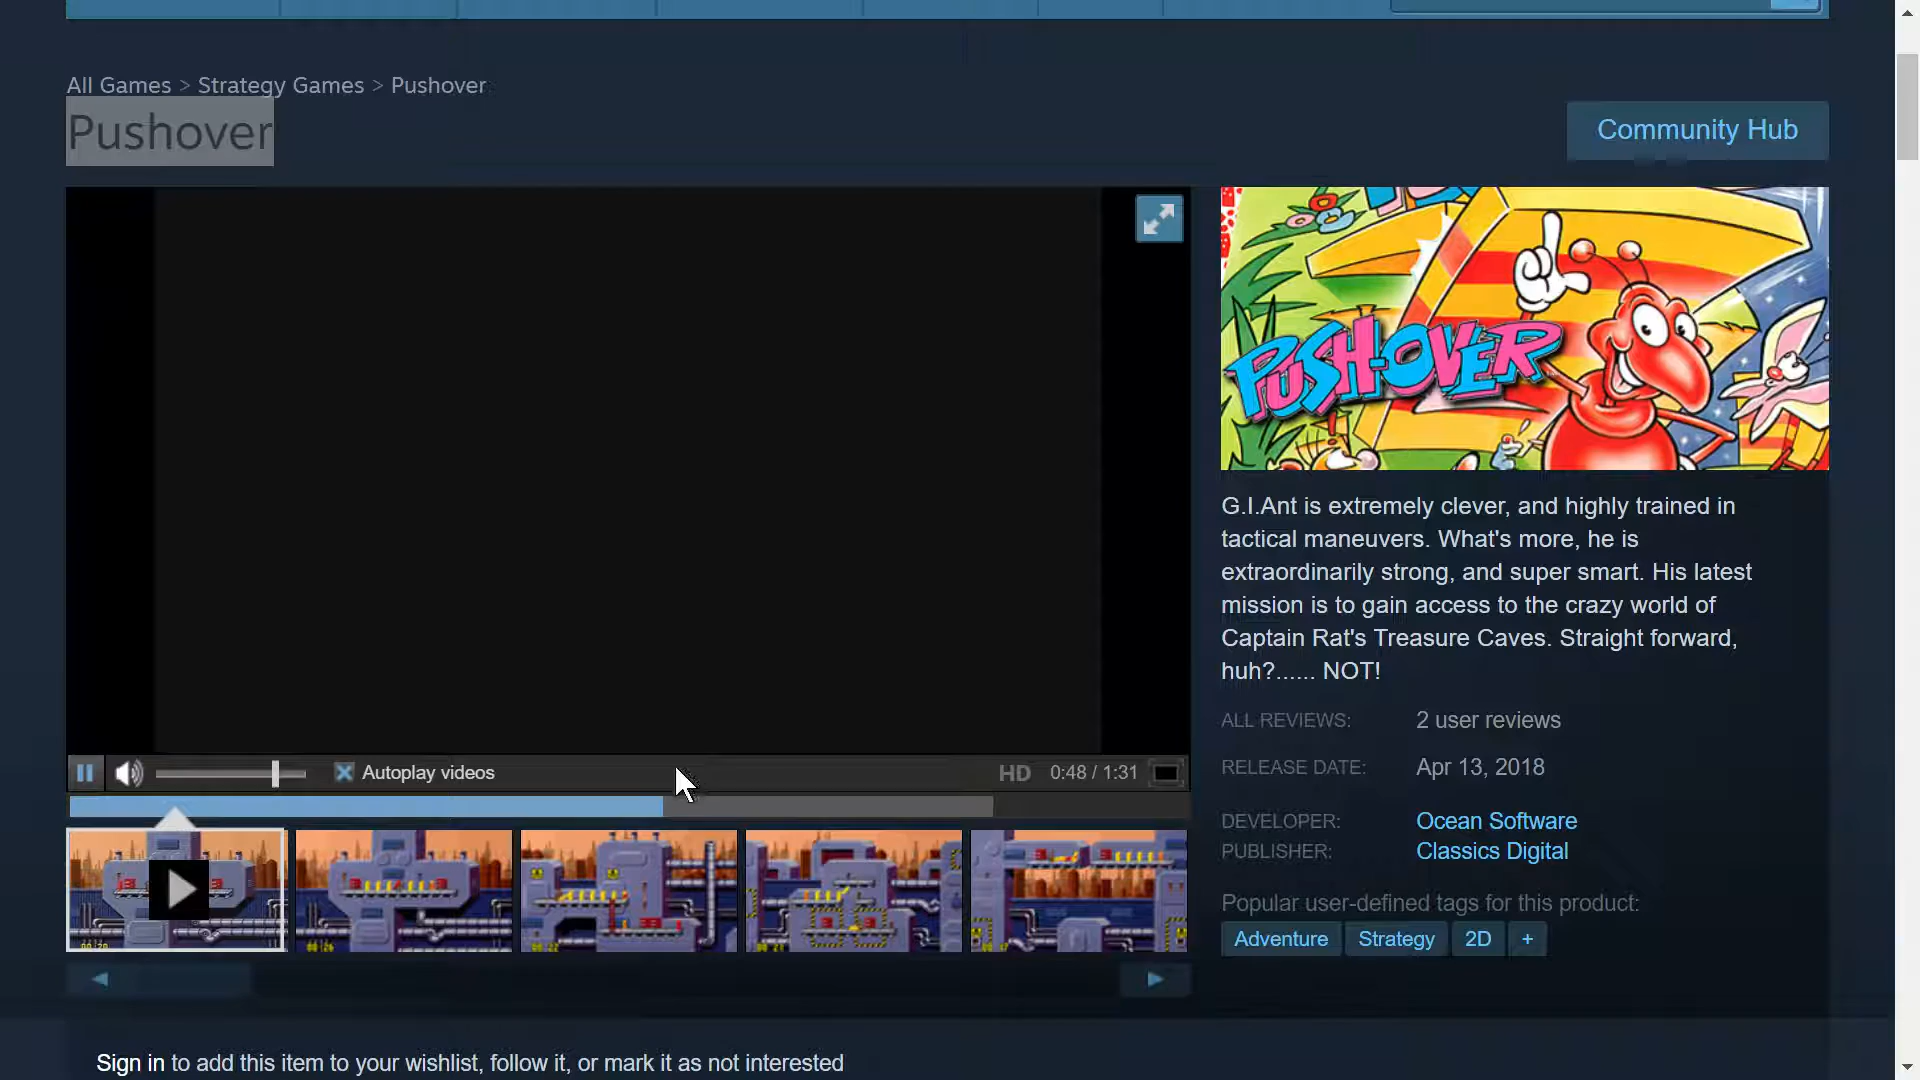 All Games > Strategy Games > Pushover
Pushover
Community Hub
PUSH-OVER
G.I.Ant is extremely clever, and highly trained in
tactical maneuvers. What's more, he is
extraordinarily strong, and super smart. His latest
mission is to gain access to the crazy world of
Captain Rat's Treasure Caves. Straight forward,
huh?...... NOT!
Autoplay videos
HD 0:48 / 1:31
ALL REVIEWS: 2 user reviews
RELEASE DATE: Apr 13, 2018
DEVELOPER: Ocean Software
PUBLISHER: Classics Digital
Popular user-defined tags for this product:
Adventure Strategy 2D +
Sign in to add this item to your wishlist, follow it, or mark it as not interested